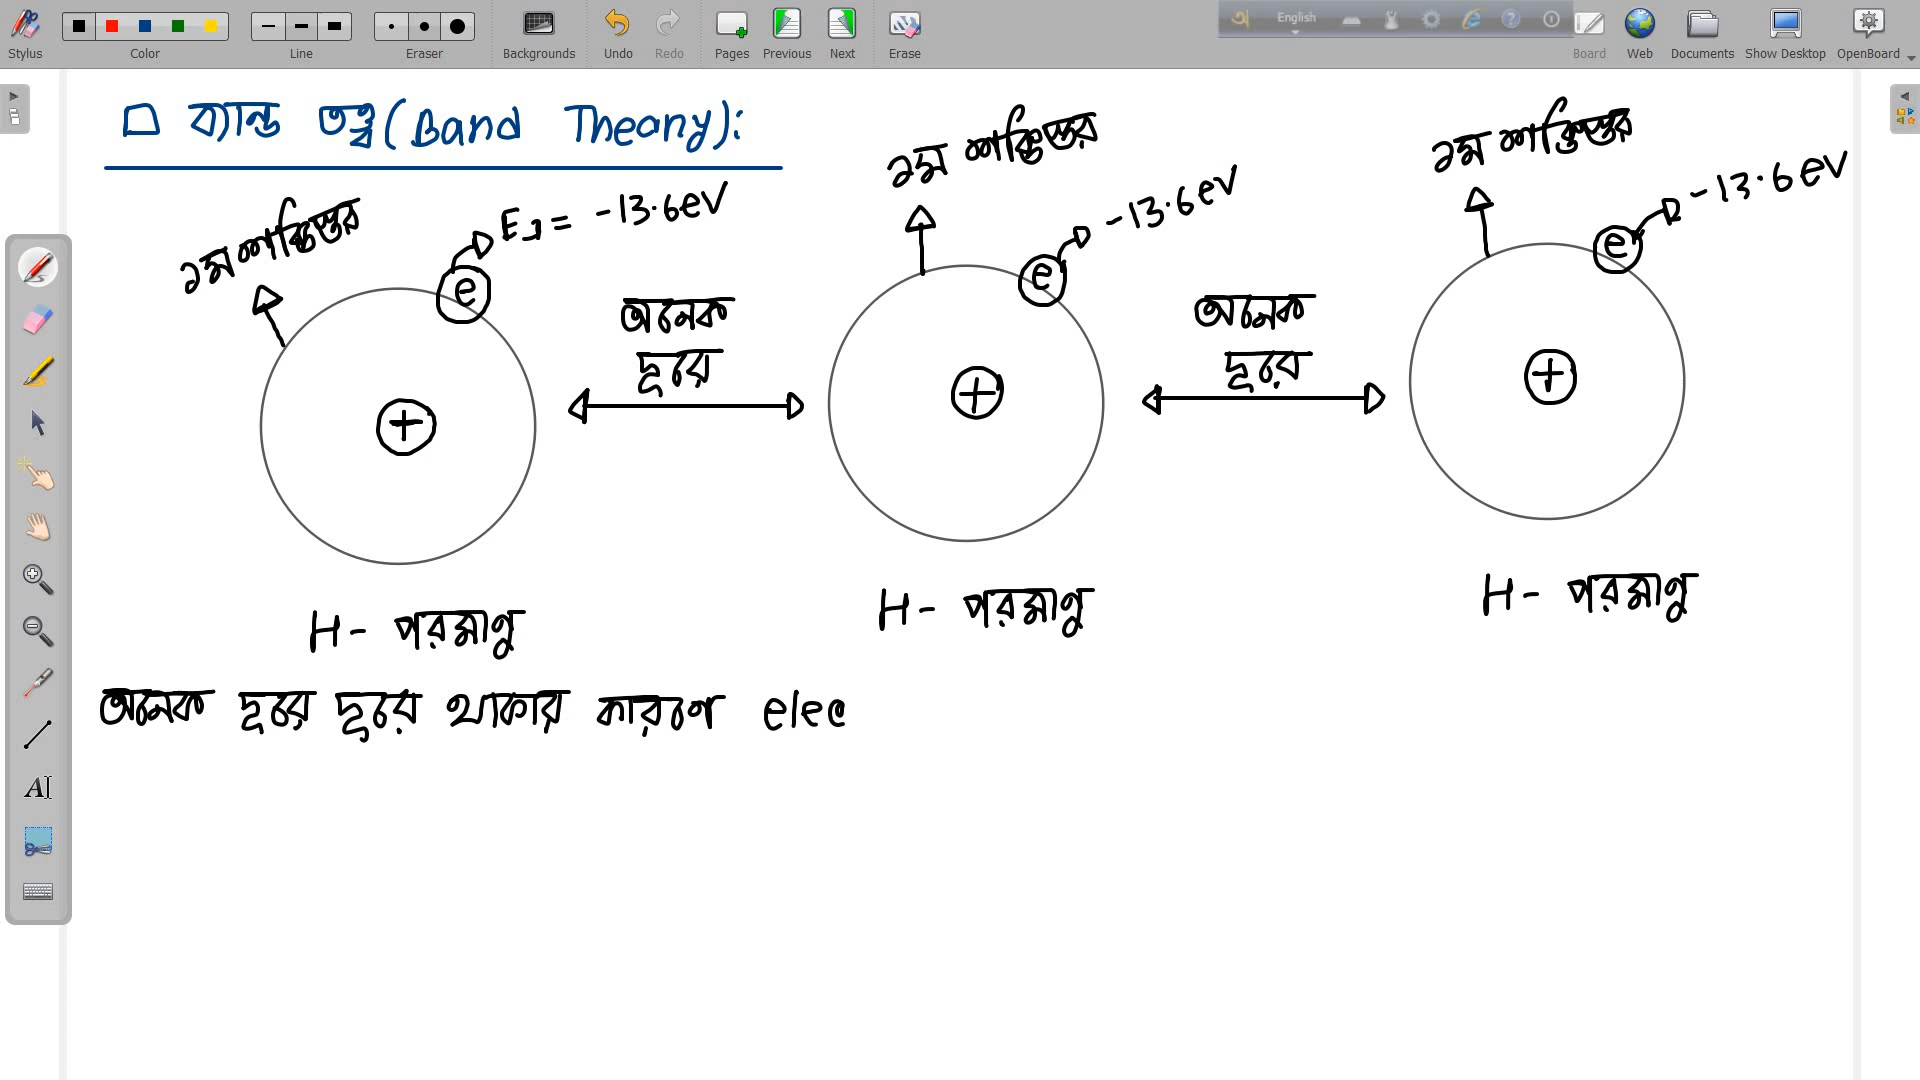 Stylus Color Line Eraser Backgrounds Undo Redo Pages Previous Next Erase Board Web Documents Show Desktop OpenBoard
English
□ ব্যান্ড তত্ত্ব (Band Theory):
১ম শক্তিস্তর
E₁ = -13.6eV
১ম শক্তিস্তর
-13.6eV
১ম শক্তিস্তর
-13.6eV
e
e
e
অনেক
দূরে
অনেক
দূরে
+
+
+
H- পরমাণু
H- পরমাণু
H- পরমাণু
অনেক দূরে দূরে থাকার কারণে elec